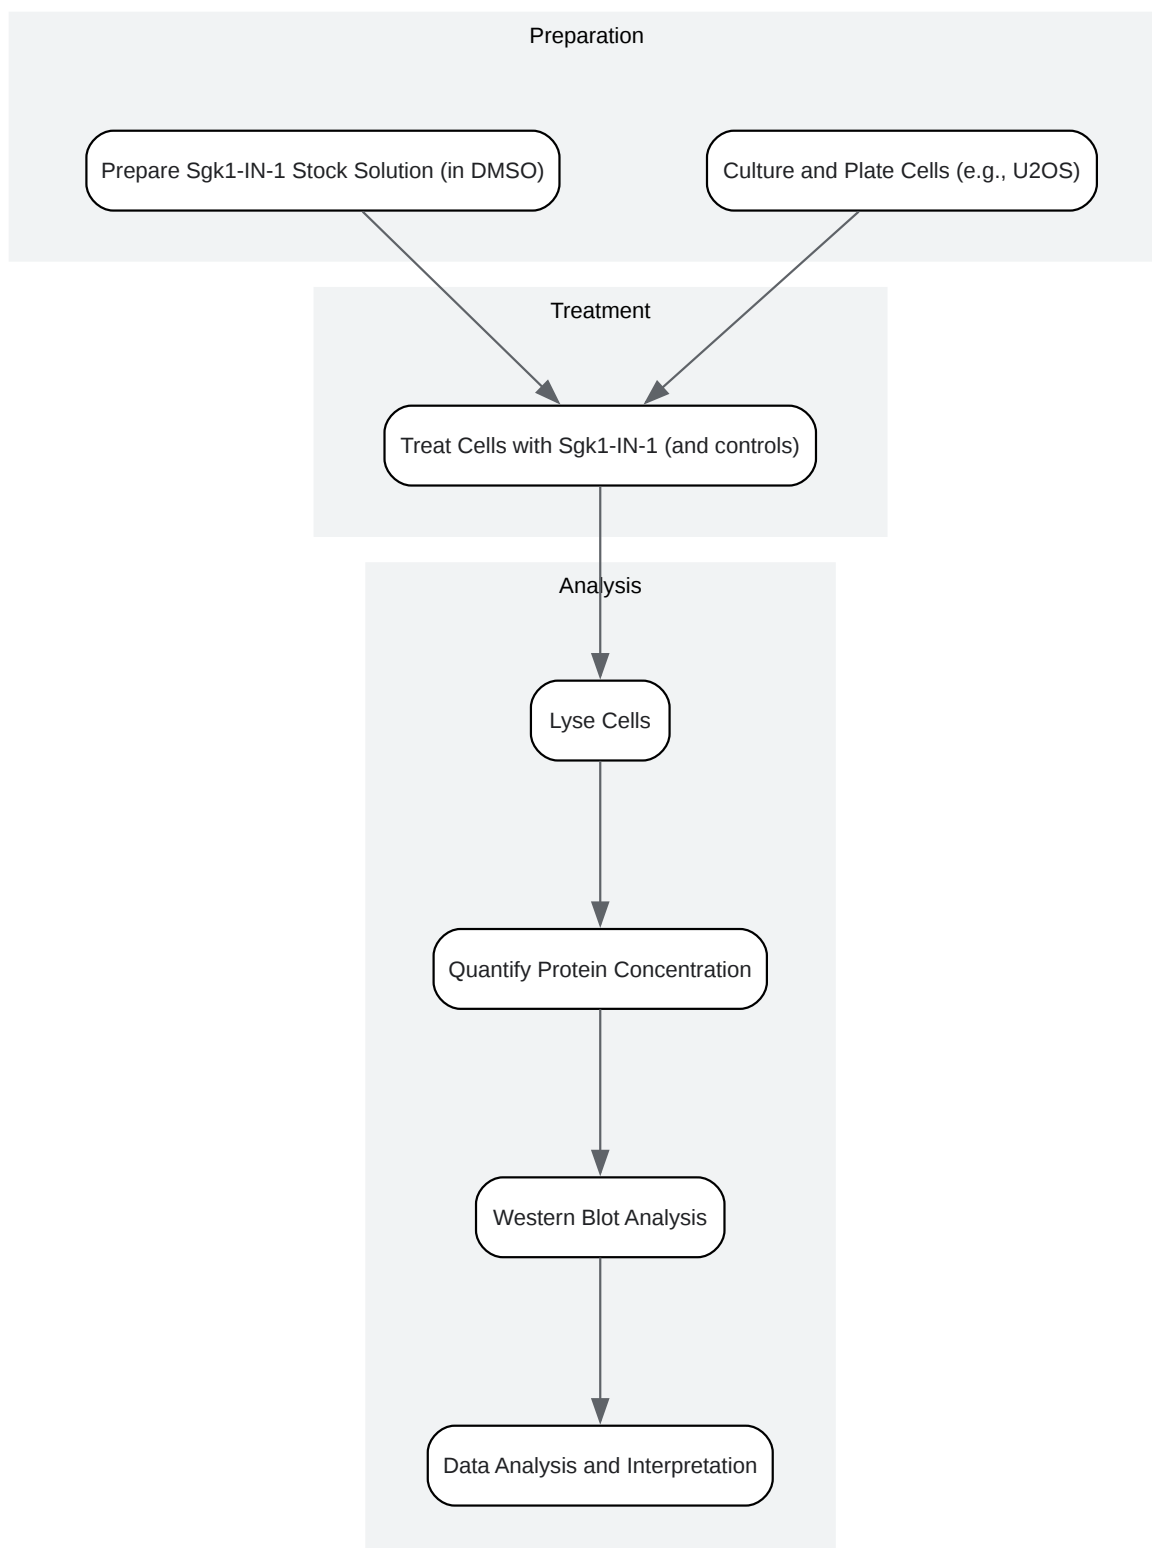 Preparation
Prepare Sgk1-IN-1 Stock Solution (in DMSO)
Culture and Plate Cells (e.g., U2OS)
Treatment
Treat Cells with Sgk1-IN-1 (and controls)
Analysis
Lyse Cells
Quantify Protein Concentration
Western Blot Analysis
Data Analysis and Interpretation